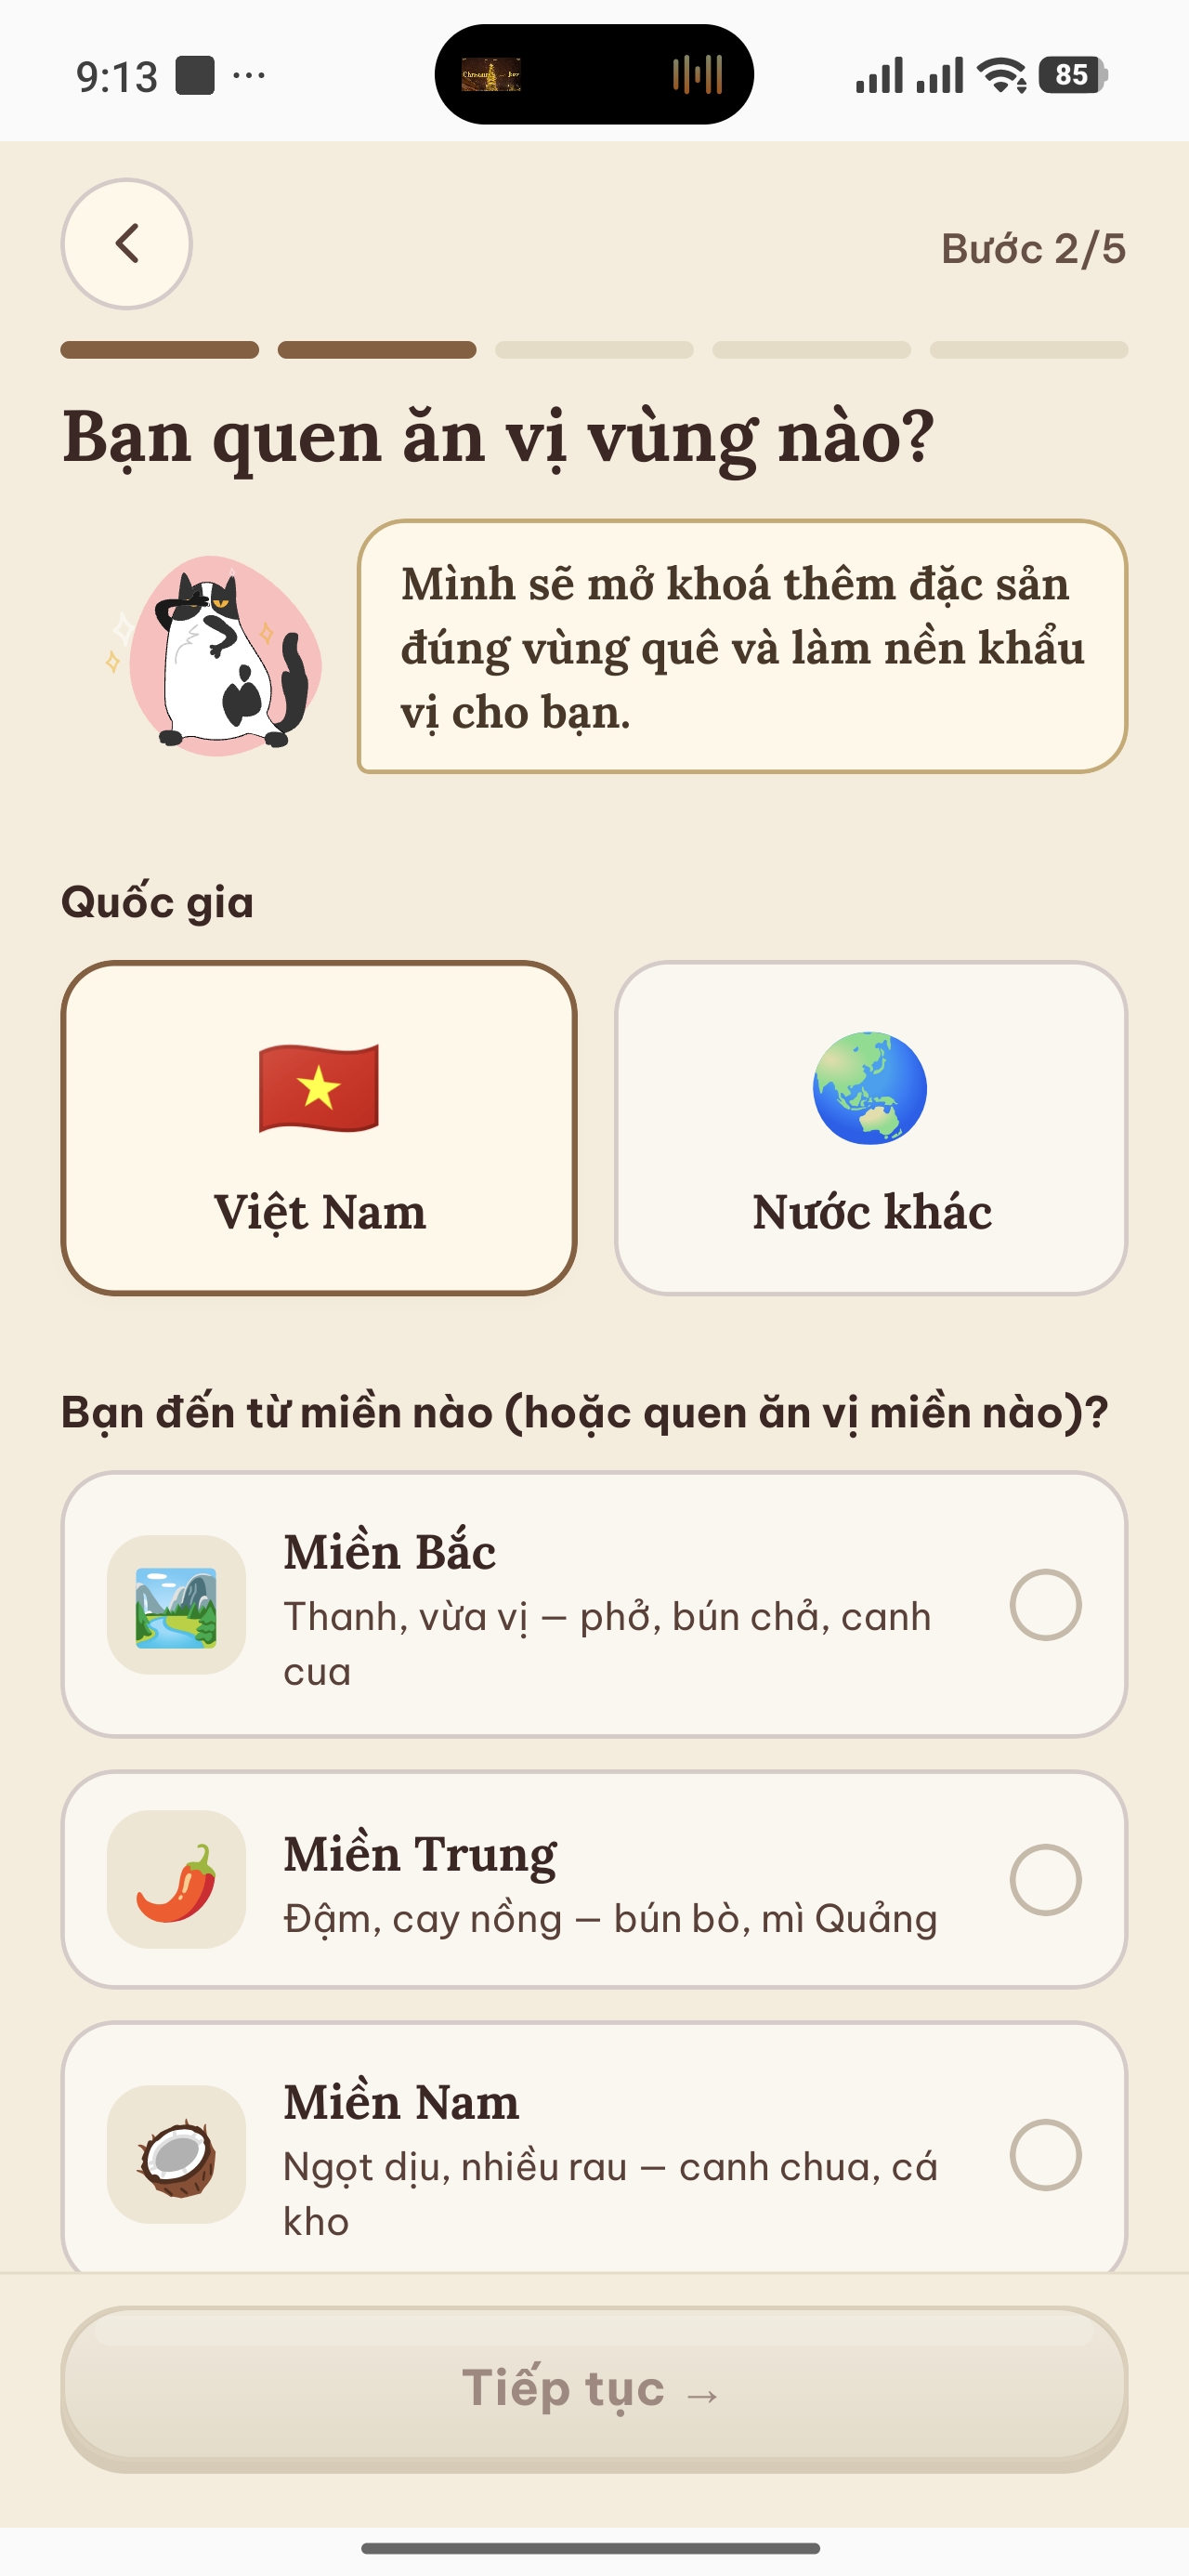 9:13
85
Bước 2/5
Bạn quen ăn vị vùng nào?
Mình sẽ mở khoá thêm đặc sản
đúng vùng quê và làm nền khẩu
vị cho bạn.
Quốc gia
Việt Nam
Nước khác
Bạn đến từ miền nào (hoặc quen ăn vị miền nào)?
Miền Bắc
Thanh, vừa vị — phở, bún chả, canh
cua
Miền Trung
Đậm, cay nồng — bún bò, mì Quảng
Miền Nam
Ngọt dịu, nhiều rau — canh chua, cá
kho
Tiếp tục →